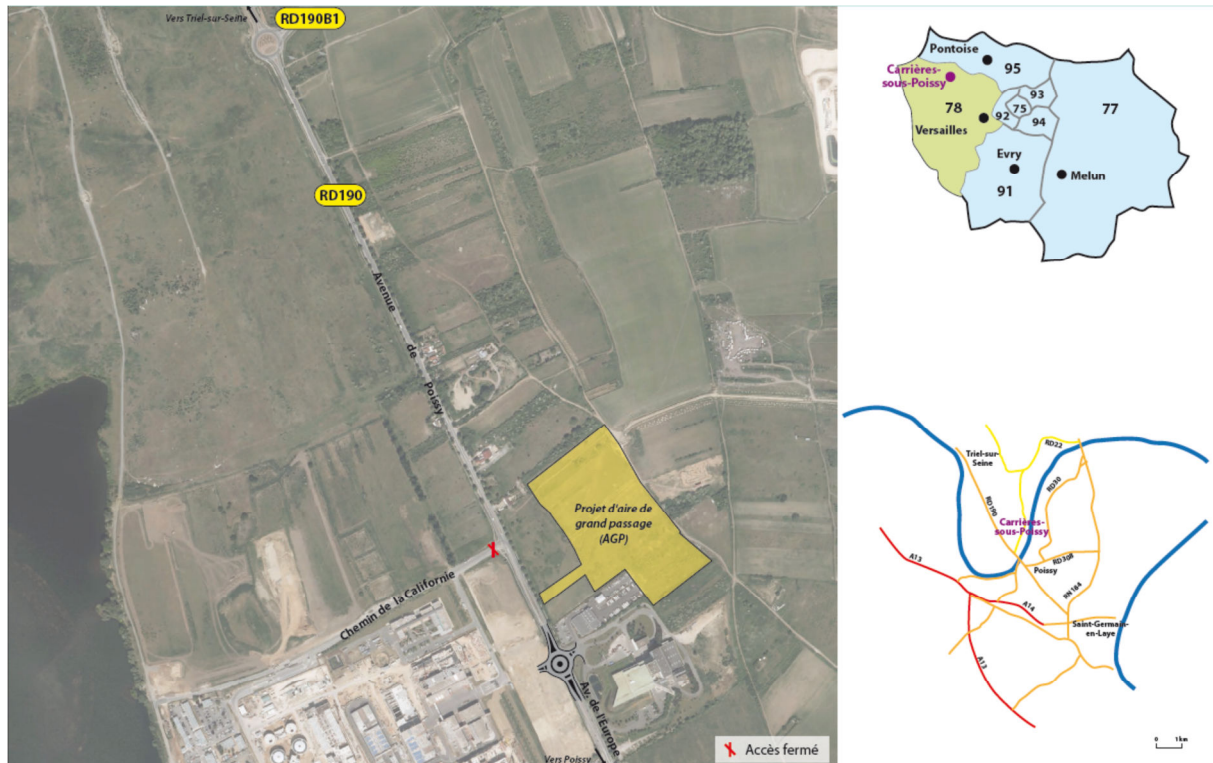 Vers Triel-sur-Seine
RD190B1
RD190
Avenue
de
Poissy
Projet d'aire de
grand passage
(AGP)
Chemin de la Californie
Av. de l'Europe
Vers Poissy
Accès fermé
Pontoise
95
Carrières-
sous-Poissy
93
78
92
75
77
94
Versailles
Evry
Melun
91
Triel-sur-
Seine
RD22
RD30
RD190
Carrières-
sous-Poissy
RD308
A13
Poissy
RN184
A14
Saint-Germain-
en-Laye
A13
0 1km